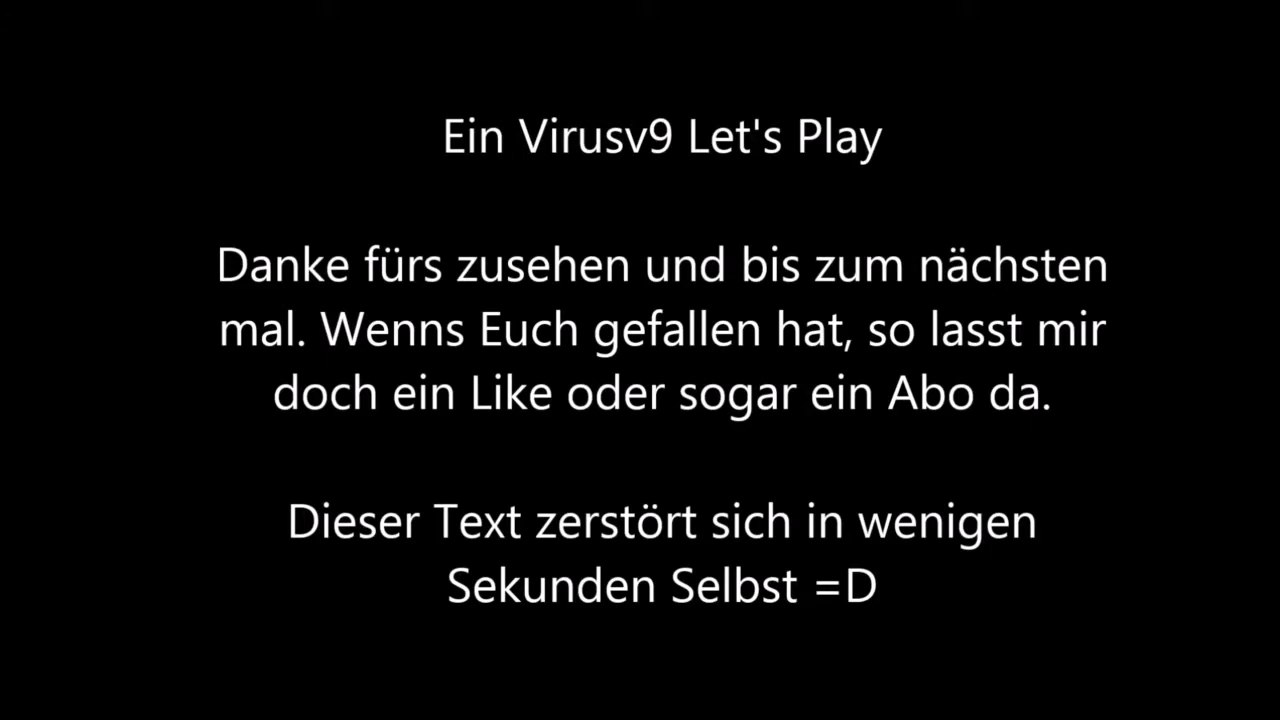 Ein Virusv9 Let's Play
Danke fürs zusehen und bis zum nächsten
mal. Wenns Euch gefallen hat, so lasst mir
doch ein Like oder sogar ein Abo da.
Dieser Text zerstört sich in wenigen
Sekunden Selbst =D